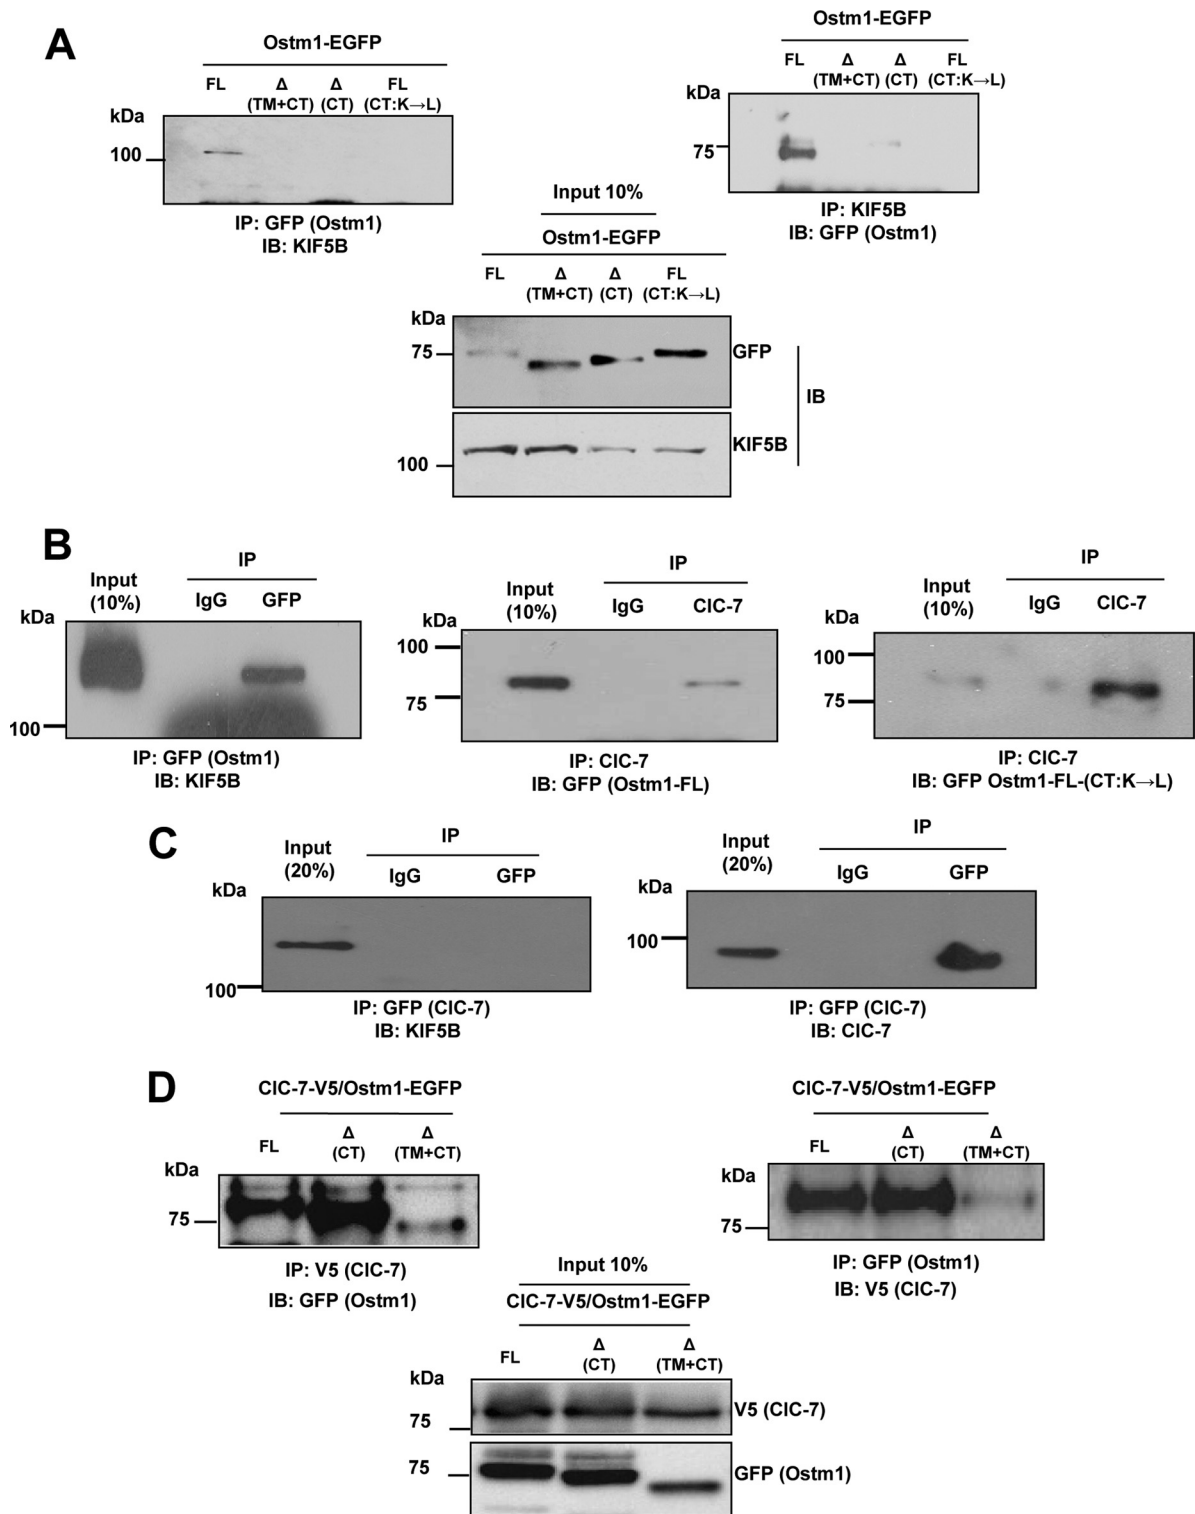 A
Ostm1-EGFP
FL
Δ
(TM+CT)
Δ
(CT)
FL
(CT:K→L)
kDa
100
IP: GFP (Ostm1)
IB: KIF5B
Ostm1-EGFP
FL
Δ
(TM+CT)
Δ
(CT)
FL
(CT:K→L)
kDa
75
IP: KIF5B
IB: GFP (Ostm1)
Input 10%
Ostm1-EGFP
FL
Δ
(TM+CT)
Δ
(CT)
FL
(CT:K→L)
kDa
75
GFP
IB
KIF5B
100
B
Input
(10%)
IP
IgG
GFP
kDa
100
IP: GFP (Ostm1)
IB: KIF5B
Input
(10%)
IP
IgG
ClC-7
kDa
100
75
IP: ClC-7
IB: GFP (Ostm1-FL)
Input
(10%)
IP
IgG
ClC-7
kDa
100
75
IP: ClC-7
IB: GFP Ostm1-FL-(CT:K→L)
C
Input
(20%)
IP
IgG
GFP
kDa
100
IP: GFP (ClC-7)
IB: KIF5B
Input
(20%)
IP
IgG
GFP
kDa
100
IP: GFP (ClC-7)
IB: ClC-7
D
ClC-7-V5/Ostm1-EGFP
FL
Δ
(CT)
Δ
(TM+CT)
kDa
75
IP: V5 (ClC-7)
IB: GFP (Ostm1)
ClC-7-V5/Ostm1-EGFP
FL
Δ
(CT)
Δ
(TM+CT)
kDa
75
IP: GFP (Ostm1)
IB: V5 (ClC-7)
Input 10%
ClC-7-V5/Ostm1-EGFP
FL
Δ
(CT)
Δ
(TM+CT)
kDa
75
V5 (ClC-7)
75
GFP (Ostm1)